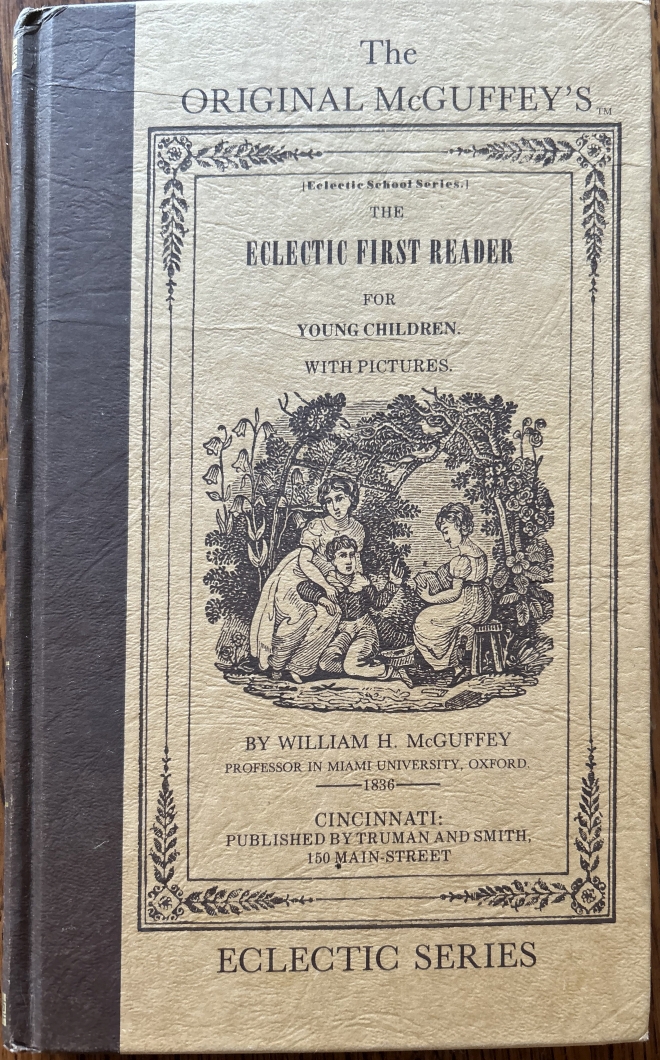 The
ORIGINAL McGUFFEY'S™
[Eclectic School Series.]
THE
ECLECTIC FIRST READER
FOR
YOUNG CHILDREN.
WITH PICTURES.
BY WILLIAM H. McGUFFEY
PROFESSOR IN MIAMI UNIVERSITY, OXFORD.
1836
CINCINNATI:
PUBLISHED BY TRUMAN AND SMITH,
150 MAIN-STREET
ECLECTIC SERIES